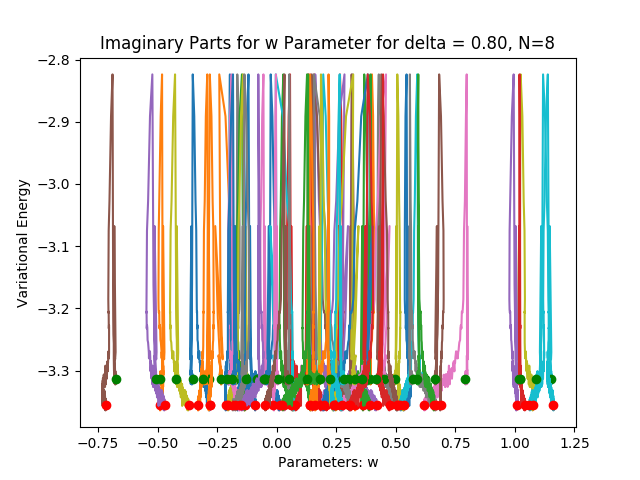 Imaginary Parts for w Parameter for delta = 0.80, N=8
Variational Energy
−2.8
−2.9
−3.0
−3.1
−3.2
−3.3
−0.75 −0.50 −0.25 0.00 0.25 0.50 0.75 1.00 1.25
Parameters: w